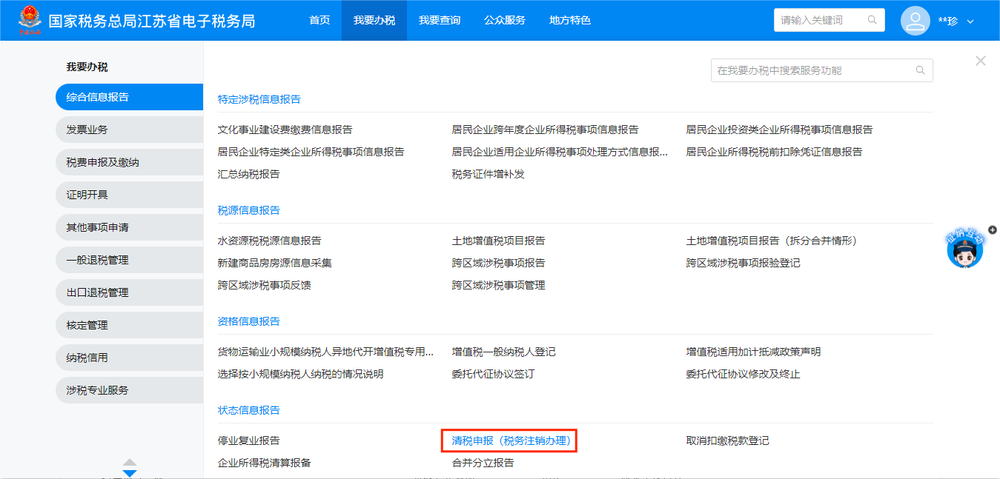 国家税务总局江苏省电子税务局
首页 我要办税 我要查询 公众服务 地方特色
请输入关键词
**珍
我要办税
综合信息报告
发票业务
税费申报及缴纳
证明开具
其他事项申请
一般退税管理
出口退税管理
核定管理
纳税信用
涉税专业服务
在我要办税中搜索服务功能
特定涉税信息报告
文化事业建设费缴费信息报告 居民企业跨年度企业所得税事项信息报告 居民企业投资类企业所得税事项信息报告
居民企业特定类企业所得税事项信息报告 居民企业适用企业所得税事项处理方式信息报... 居民企业所得税税前扣除凭证信息报告
汇总纳税报告 税务证件增补发
税源信息报告
水资源税税源信息报告 土地增值税项目报告 土地增值税项目报告（拆分合并情形）
新建商品房房源信息采集 跨区域涉税事项报告 跨区域涉税事项报验登记
跨区域涉税事项反馈 跨区域涉税事项管理
资格信息报告
货物运输业小规模纳税人异地代开增值税专用... 增值税一般纳税人登记 增值税适用加计抵减政策声明
选择按小规模纳税人纳税的情况说明 委托代征协议签订 委托代征协议修改及终止
状态信息报告
停业复业报告 清税申报（税务注销办理） 取消扣缴税款登记
企业所得税清算报备 合并分立报告
征纳互动